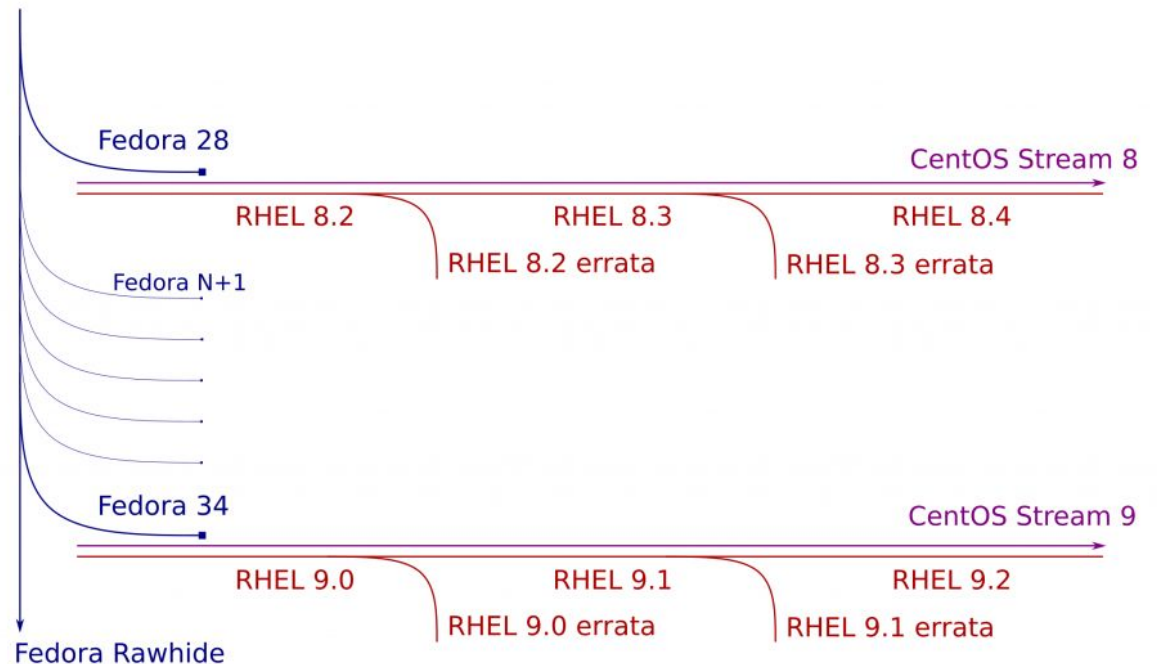 Fedora 28
CentOS Stream 8
RHEL 8.2
RHEL 8.3
RHEL 8.4
RHEL 8.2 errata
RHEL 8.3 errata
Fedora N+1
Fedora 34
CentOS Stream 9
RHEL 9.0
RHEL 9.1
RHEL 9.2
RHEL 9.0 errata
RHEL 9.1 errata
Fedora Rawhide